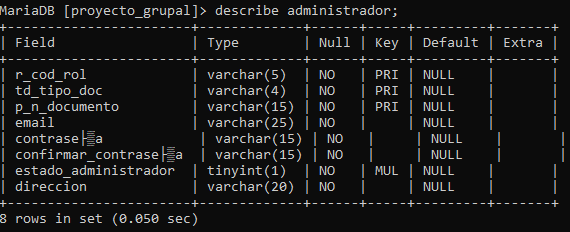 MariaDB [proyecto_grupal]> describe administrador;
+----------------------+-------------+------+-----+---------+-------+
| Field                | Type        | Null | Key | Default | Extra |
+----------------------+-------------+------+-----+---------+-------+
| r_cod_rol            | varchar(5)  | NO   | PRI | NULL    |       |
| td_tipo_doc          | varchar(4)  | NO   | PRI | NULL    |       |
| p_n_documento        | varchar(15) | NO   | PRI | NULL    |       |
| email                | varchar(25) | NO   |     | NULL    |       |
| contrase├▒a           | varchar(15) | NO   |     | NULL    |       |
| confirmar_contrase├▒a | varchar(15) | NO   |     | NULL    |       |
| estado_administrador | tinyint(1)  | NO   | MUL | NULL    |       |
| direccion            | varchar(20) | NO   |     | NULL    |       |
+----------------------+-------------+------+-----+---------+-------+
8 rows in set (0.050 sec)